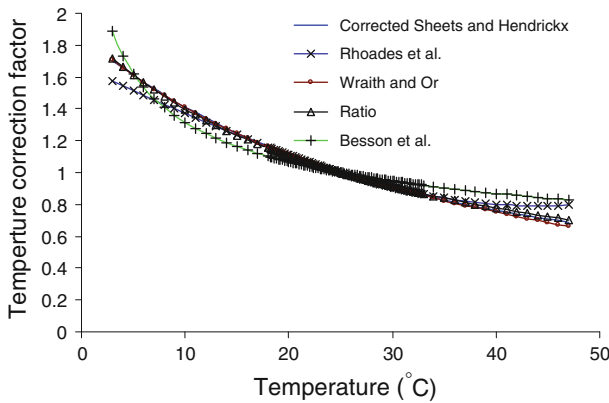 2
1.8
1.6
1.4
1.2
1
0.8
0.6
0.4
0.2
0
0
10
20
30
40
50
Temperture correction factor
Temperature (°C)
Corrected Sheets and Hendrickx
Rhoades et al.
Wraith and Or
Ratio
Besson et al.